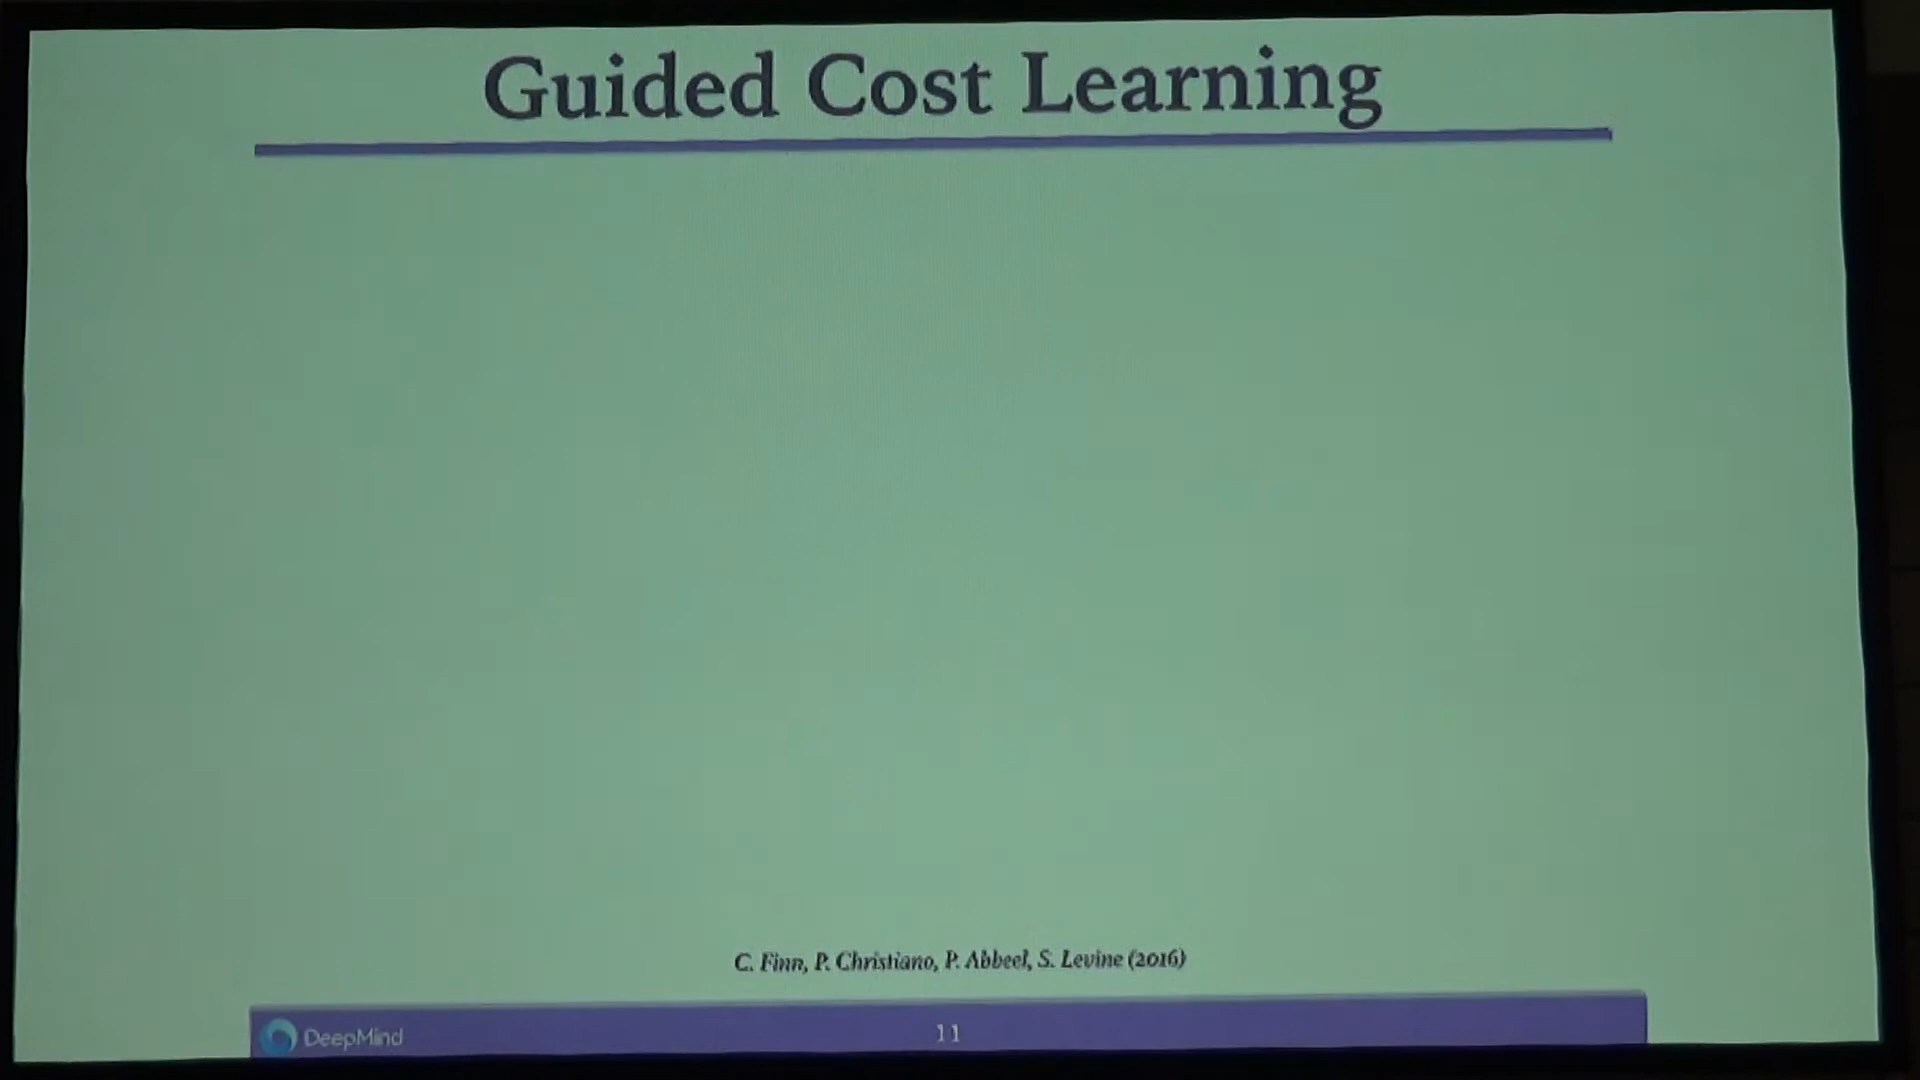 Guided Cost Learning
C. Finn, P. Christiano, P. Abbeel, S. Levine (2016)
DeepMind
11